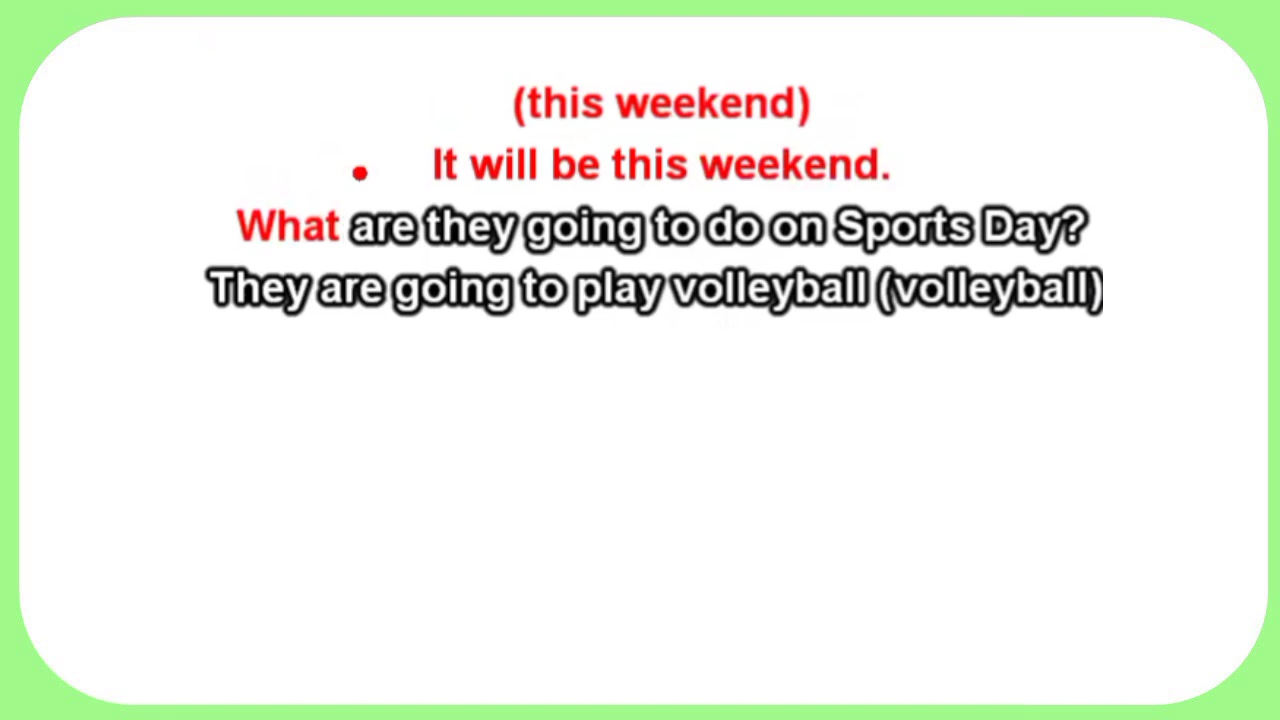 (this weekend)
• It will be this weekend.
What are they going to do on Sports Day?
They are going to play volleyball (volleyball)